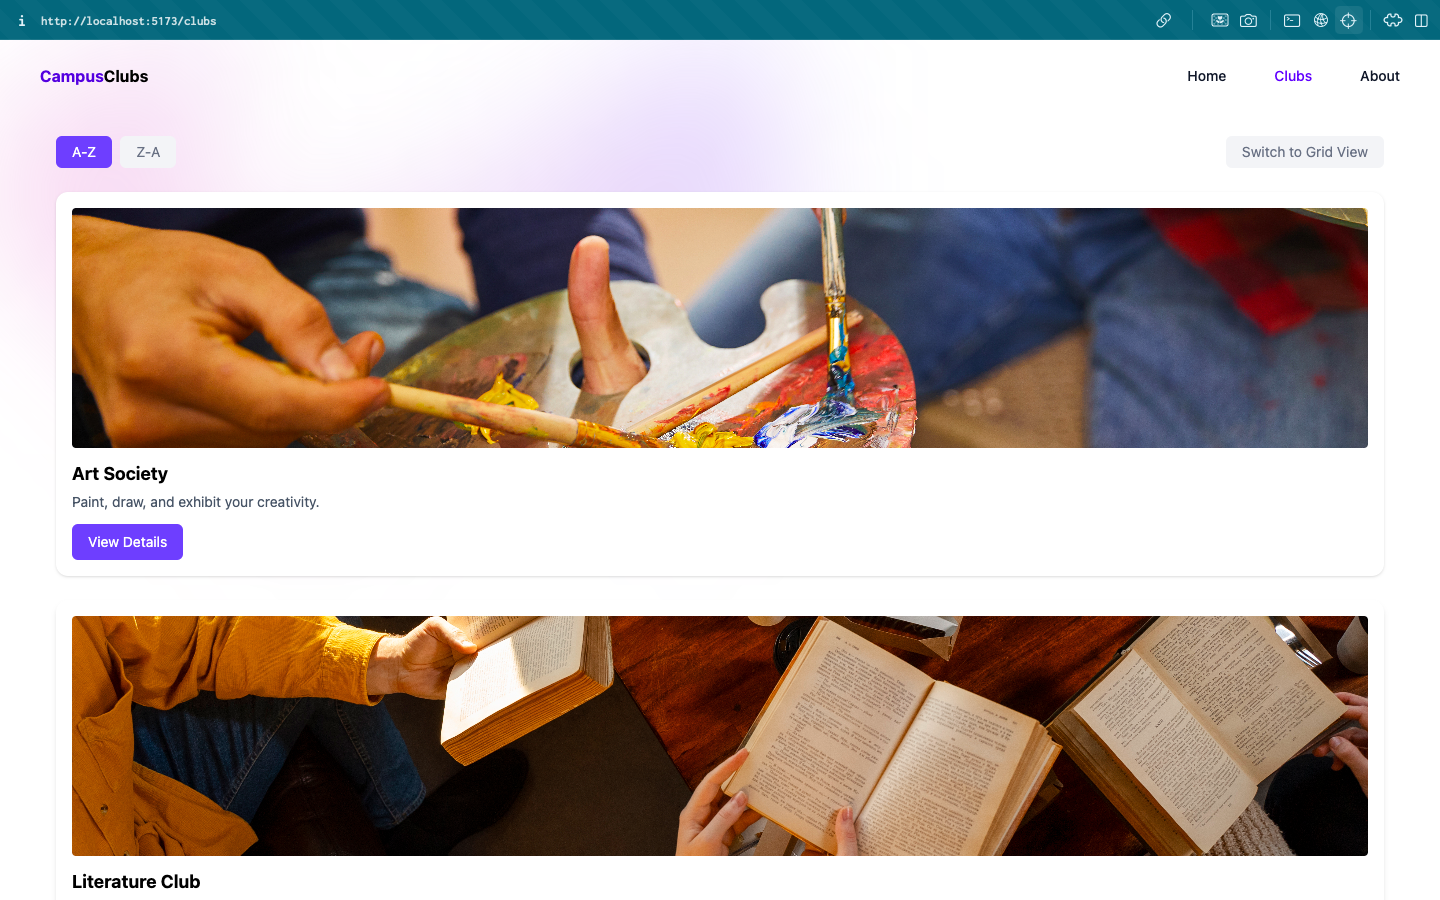 http://localhost:5173/clubs
CampusClubs
Home
Clubs
About
A-Z
Z-A
Switch to Grid View
Art Society
Paint, draw, and exhibit your creativity.
View Details
Literature Club